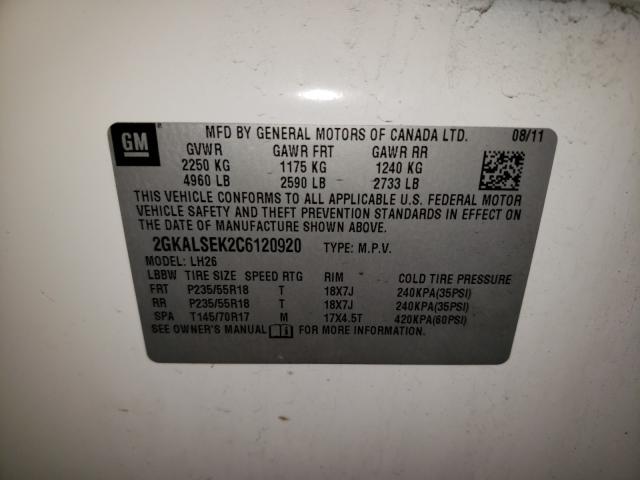 GM
MFD BY GENERAL MOTORS OF CANADA LTD. 08/11
GVWR GAWR FRT GAWR RR
2250 KG 1175 KG 1240 KG
4960 LB 2590 LB 2733 LB
THIS VEHICLE CONFORMS TO ALL APPLICABLE U.S. FEDERAL MOTOR
VEHICLE SAFETY AND THEFT PREVENTION STANDARDS IN EFFECT ON
THE DATE OF MANUFACTURE SHOWN ABOVE.
2GKALSEK2C6120920 TYPE: M.P.V.
MODEL: LH26
LBBW TIRE SIZE SPEED RTG RIM COLD TIRE PRESSURE
FRT P235/55R18 T 18X7J 240KPA(35PSI)
RR P235/55R18 T 18X7J 240KPA(35PSI)
SPA T145/70R17 M 17X4.5T 420KPA(60PSI)
SEE OWNER'S MANUAL FOR MORE INFORMATION.